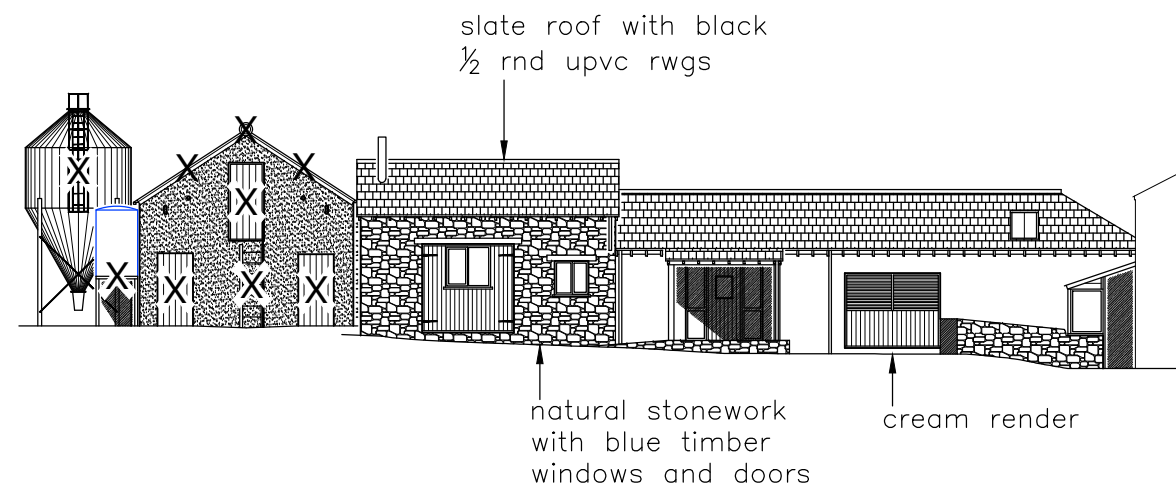 slate roof with black
½ rnd upvc rwgs
natural stonework
with blue timber
windows and doors
cream render